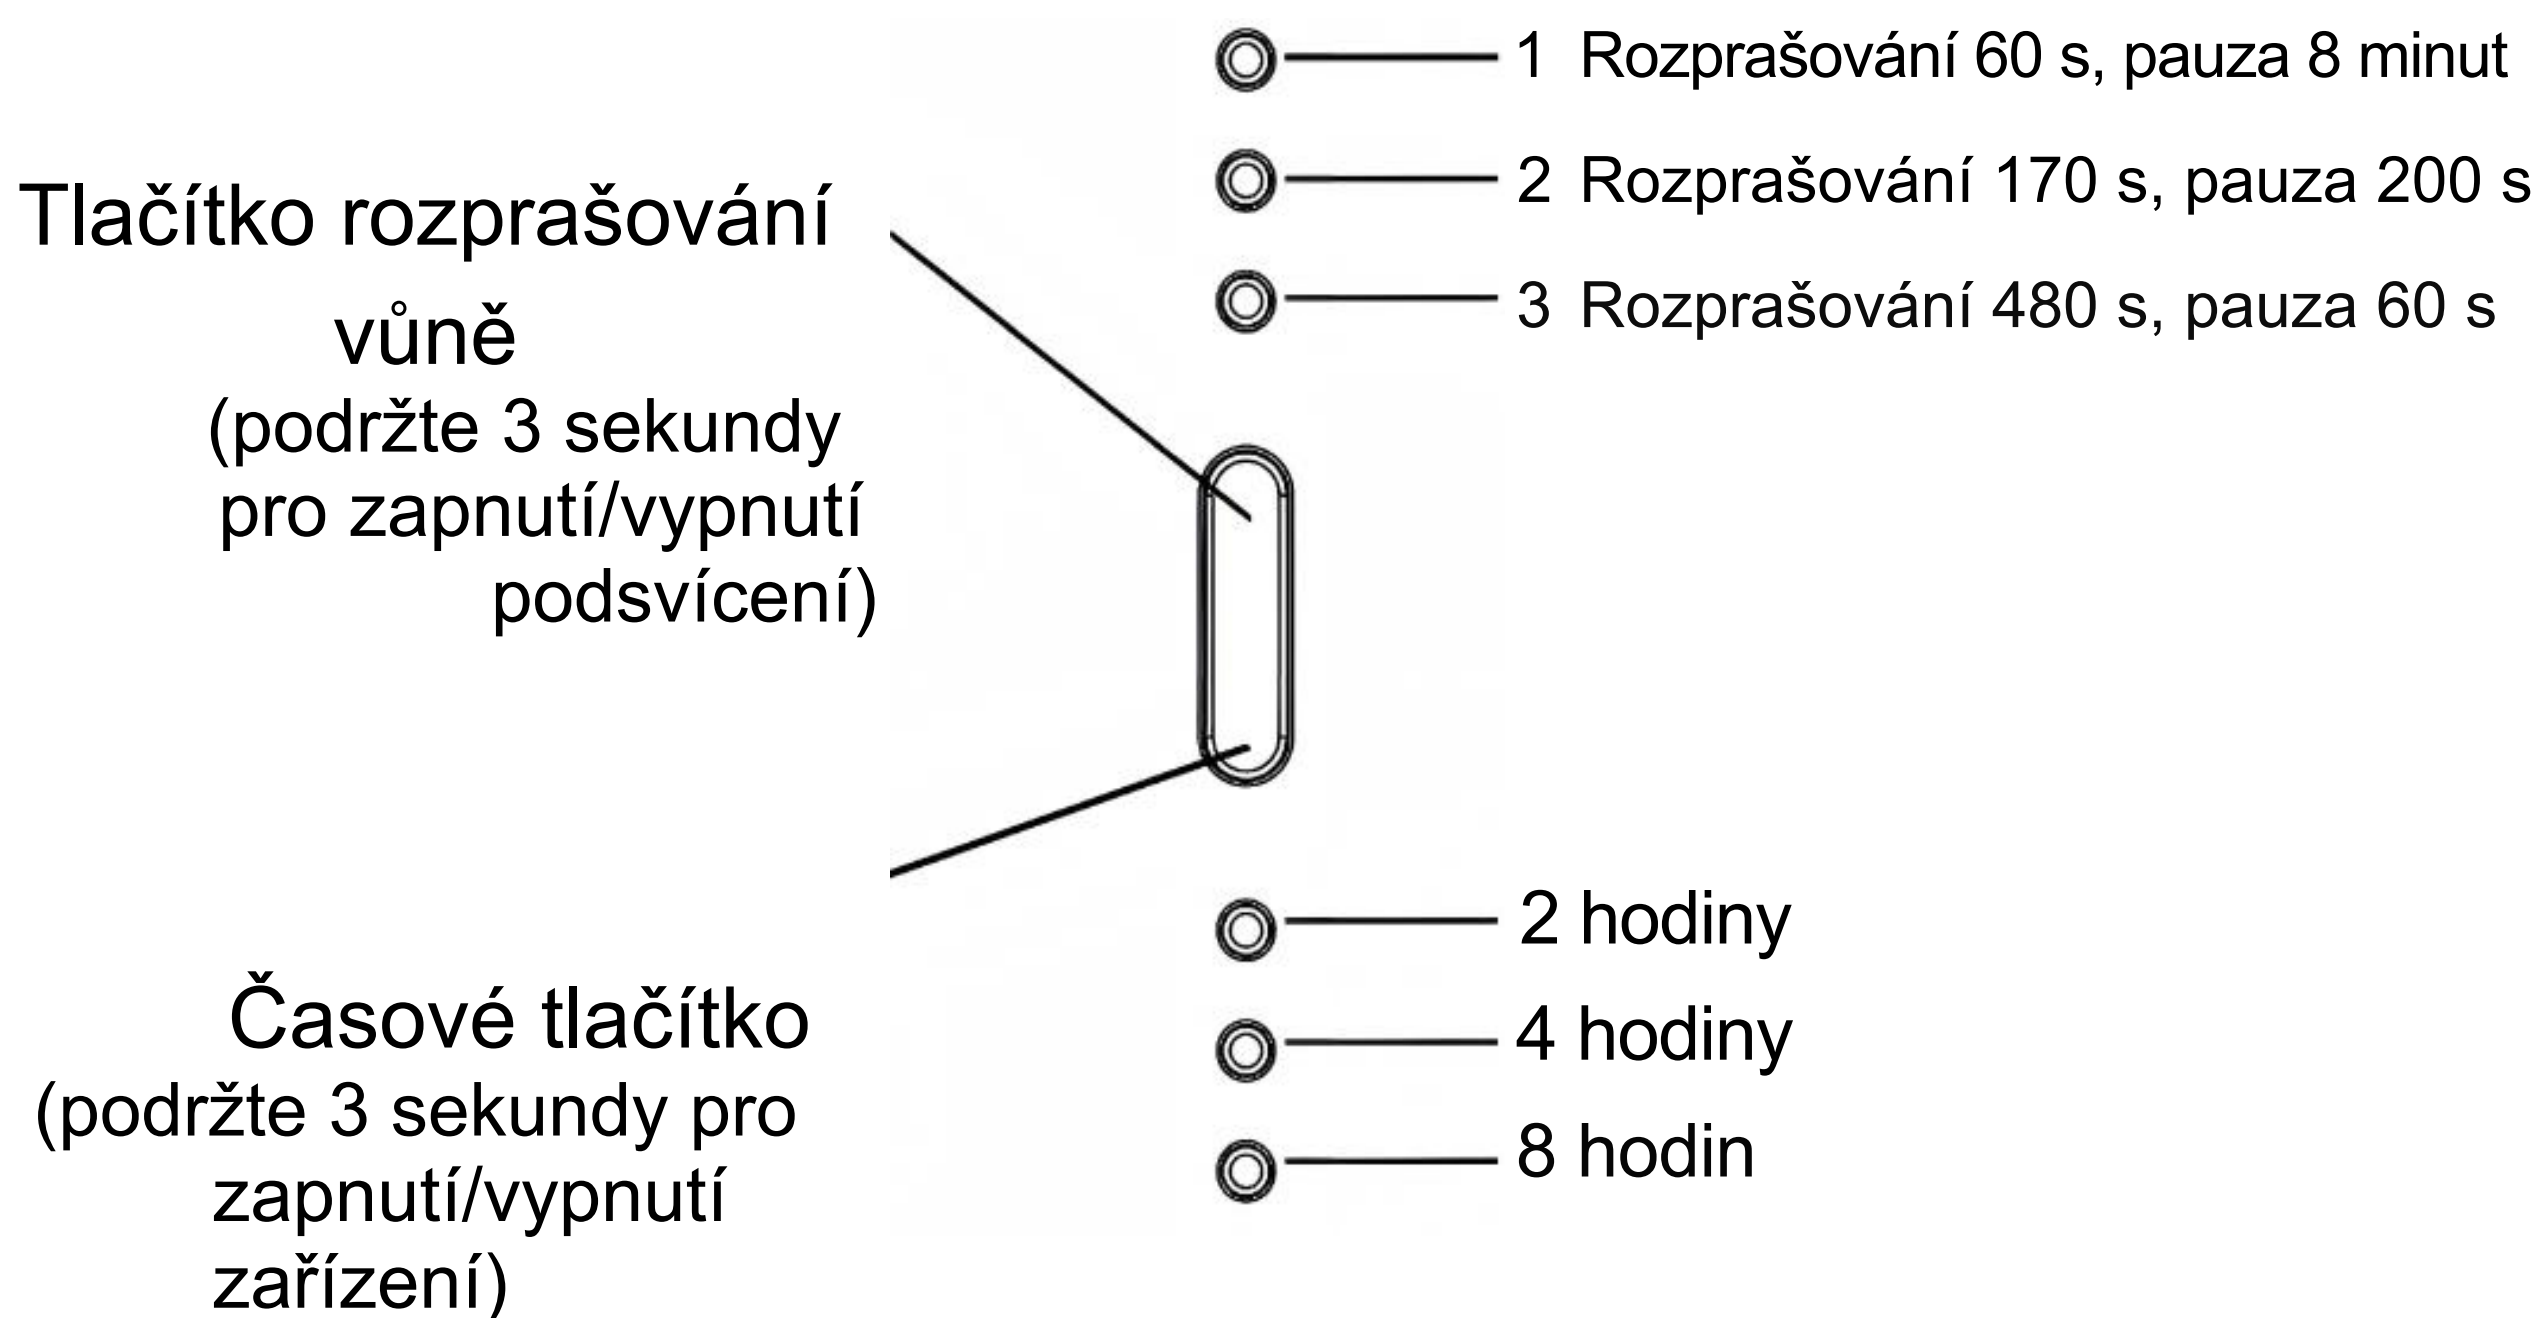 1 Rozprašování 60 s, pauza 8 minut
2 Rozprašování 170 s, pauza 200 s
3 Rozprašování 480 s, pauza 60 s
Tlačítko rozprašování
vůně
(podržte 3 sekundy
pro zapnutí/vypnutí
podsvícení)
2 hodiny
4 hodiny
8 hodin
Časové tlačítko
(podržte 3 sekundy pro
zapnutí/vypnutí
zařízení)